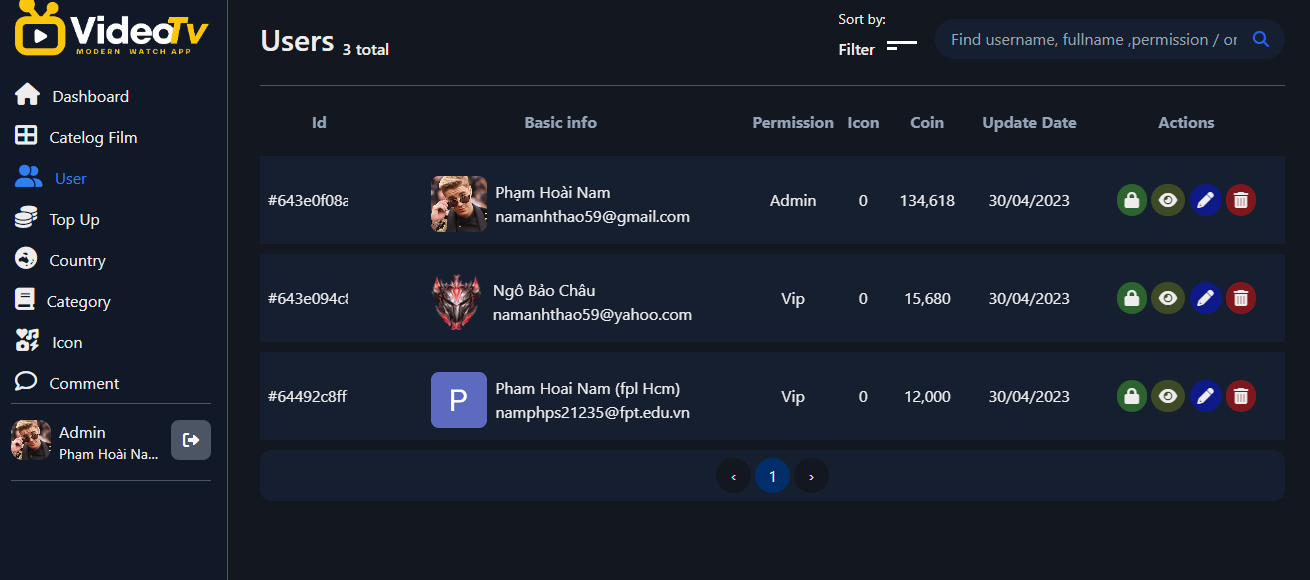 VideoTv
MODERN WATCH APP
Dashboard
Catelog Film
User
Top Up
Country
Category
Icon
Comment
Admin
Phạm Hoài Na...
Users 3 total
Sort by:
Filter
Find username, fullname ,permission / or
Id Basic info Permission Icon Coin Update Date Actions
#643e0f08a Phạm Hoài Nam Admin 0 134,618 30/04/2023
namanhthao59@gmail.com
#643e094c8 Ngô Bảo Châu Vip 0 15,680 30/04/2023
namanhthao59@yahoo.com
#64492c8ff P Pham Hoai Nam (fpl Hcm) Vip 0 12,000 30/04/2023
namphps21235@fpt.edu.vn
‹ 1 ›